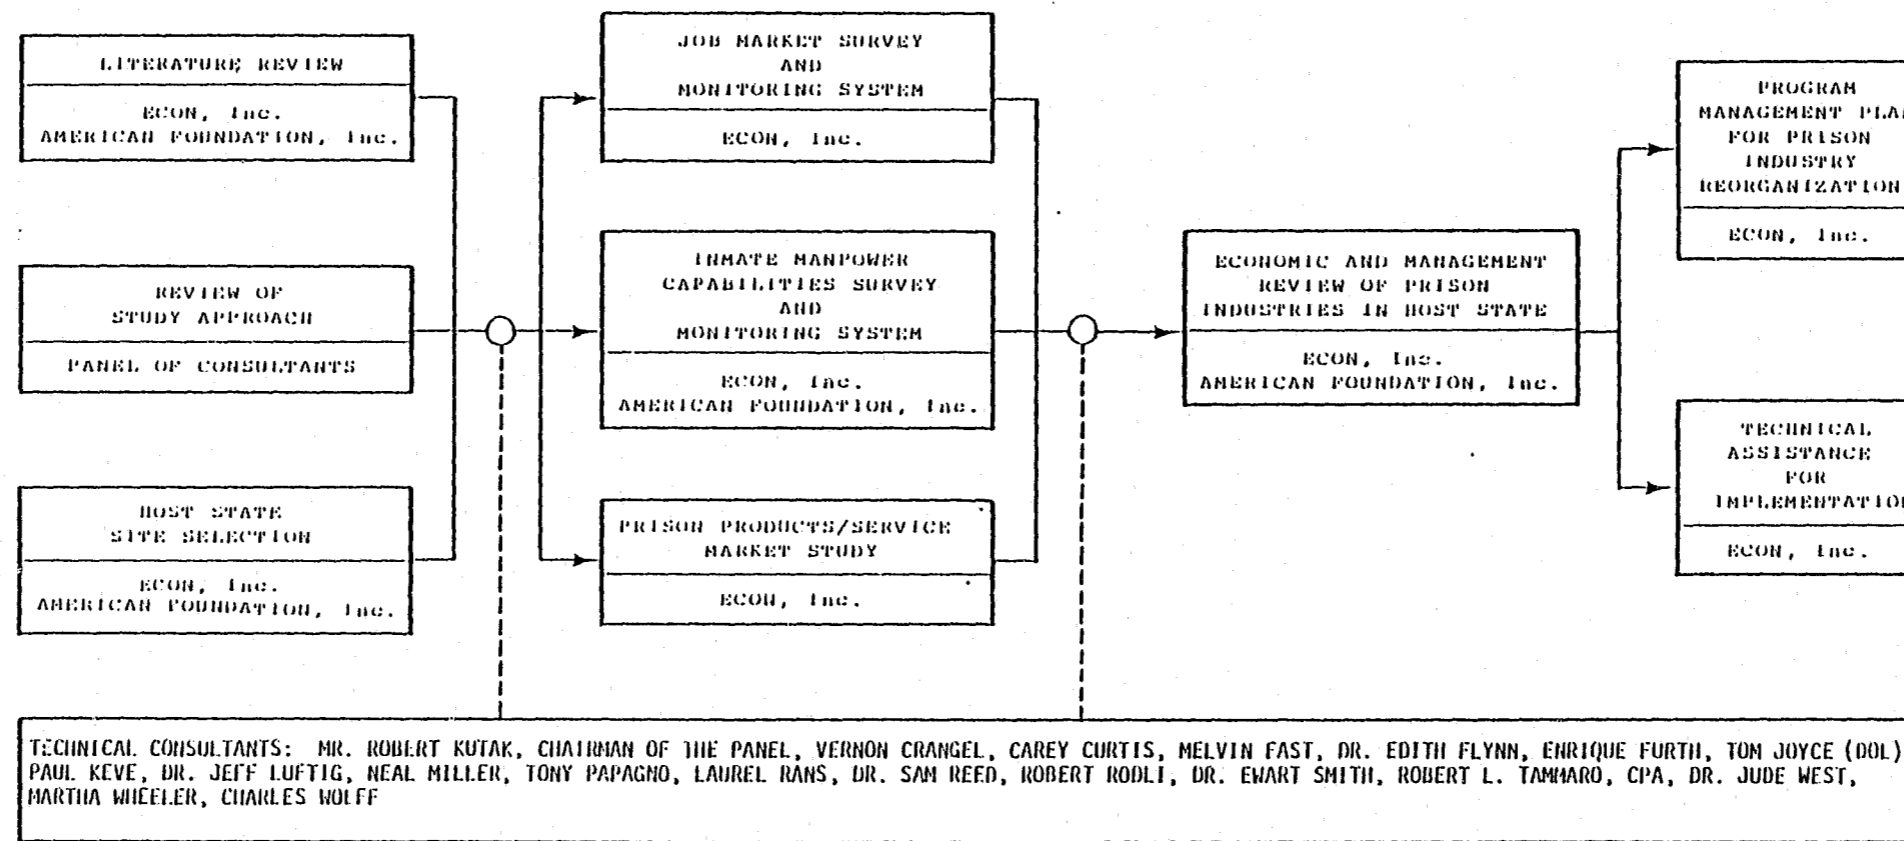 LITERATURE REVIEW
ECON, Inc.
AMERICAN FOUNDATION, Inc.
REVIEW OF
STUDY APPROACH
PANEL OF CONSULTANTS
HOST STATE
SITE SELECTION
ECON, Inc.
AMERICAN FOUNDATION, Inc.
JOB MARKET SURVEY
AND
MONITORING SYSTEM
ECON, Inc.
INMATE MANPOWER
CAPABILITIES SURVEY
AND
MONITORING SYSTEM
ECON, Inc.
AMERICAN FOUNDATION, Inc.
PRISON PRODUCTS/SERVICE
MARKET STUDY
ECON, Inc.
ECONOMIC AND MANAGEMENT
REVIEW OF PRISON
INDUSTRIES IN HOST STATE
ECON, Inc.
AMERICAN FOUNDATION, Inc.
PROGRAM
MANAGEMENT PLA
FOR PRISON
INDUSTRY
REORGANIZATION
ECON, Inc.
TECHNICAL
ASSISTANCE
FOR
IMPLEMENTATIO
ECON, Inc.
TECHNICAL CONSULTANTS: MR. ROBERT KUTAK, CHAIRMAN OF THE PANEL, VERNON CRANGEL, CAREY CURTIS, MELVIN FAST, DR. EDITH FLYNN, ENRIQUE FURTH, TOM JOYCE (DOL)
PAUL KEVE, DR. JEFF LUFTIG, NEAL MILLER, TONY PAPAGNO, LAUREL RANS, DR. SAM REED, ROBERT RODLI, DR. EWART SMITH, ROBERT L. TAMMARO, CPA, DR. JUDE WEST,
MARTHA WHEELER, CHARLES WOLFF